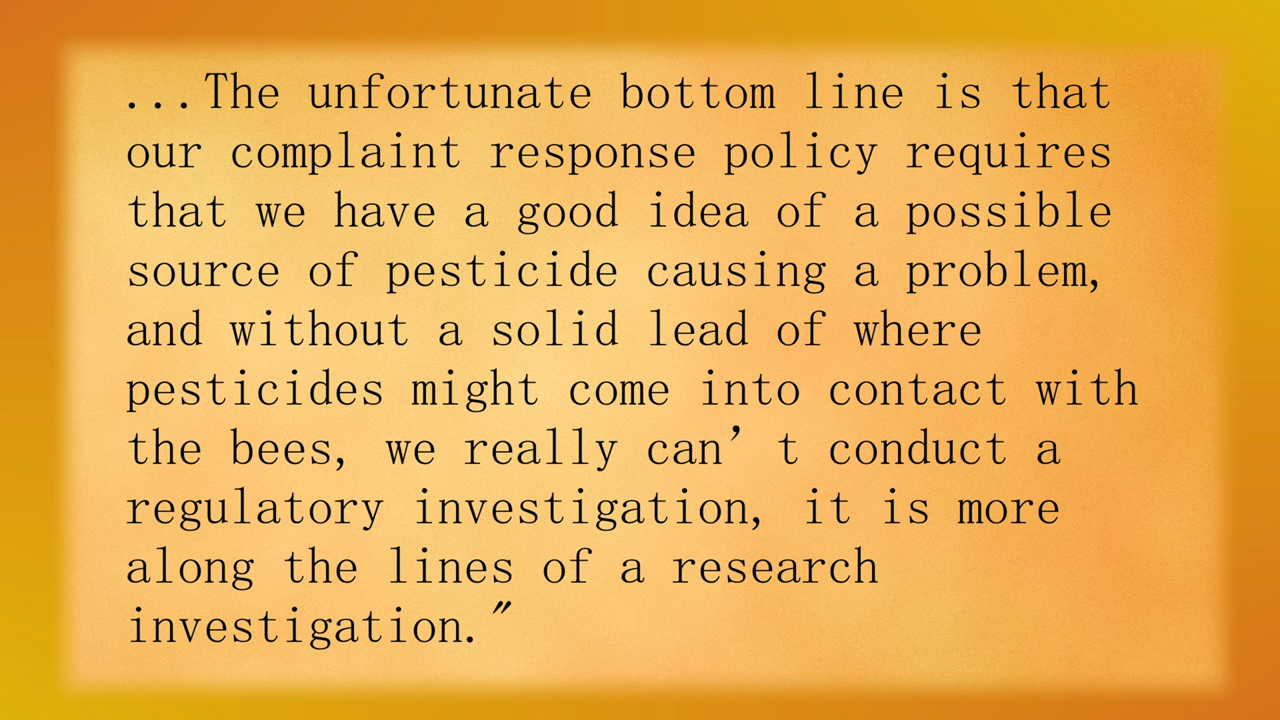 ...The unfortunate bottom line is that
our complaint response policy requires
that we have a good idea of a possible
source of pesticide causing a problem,
and without a solid lead of where
pesticides might come into contact with
the bees, we really can’t conduct a
regulatory investigation, it is more
along the lines of a research
investigation.”